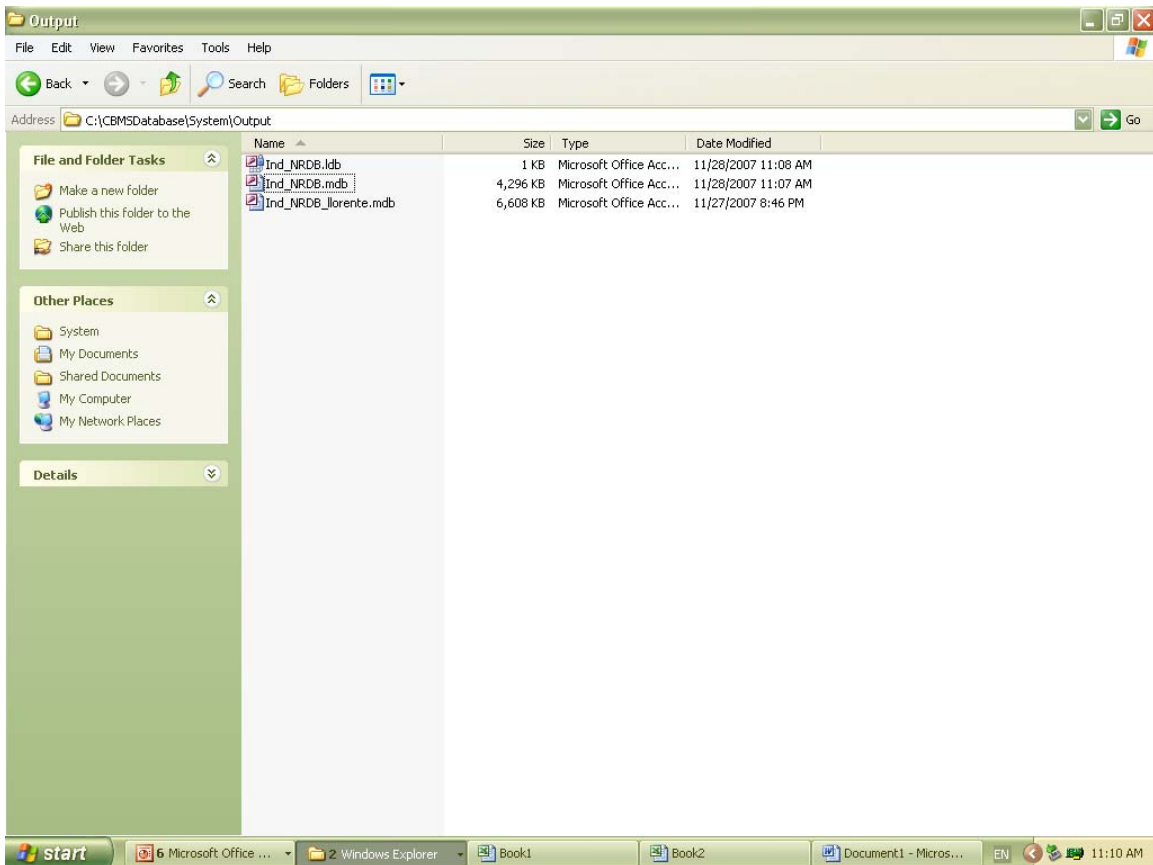 Output
File Edit View Favorites Tools Help
Back Search Folders
Address C:\CBMSDatabase\System\Output Go
File and Folder Tasks
Make a new folder
Publish this folder to the
Web
Share this folder
Other Places
System
My Documents
Shared Documents
My Computer
My Network Places
Details
Name Size Type Date Modified
Ind_NRDB.ldb 1 KB Microsoft Office Acc... 11/28/2007 11:08 AM
Ind_NRDB.mdb 4,296 KB Microsoft Office Acc... 11/28/2007 11:07 AM
Ind_NRDB_llorente.mdb 6,608 KB Microsoft Office Acc... 11/27/2007 8:46 PM
start 6 Microsoft Office ... 2 Windows Explorer Book1 Book2 Document1 - Micros... EN 11:10 AM